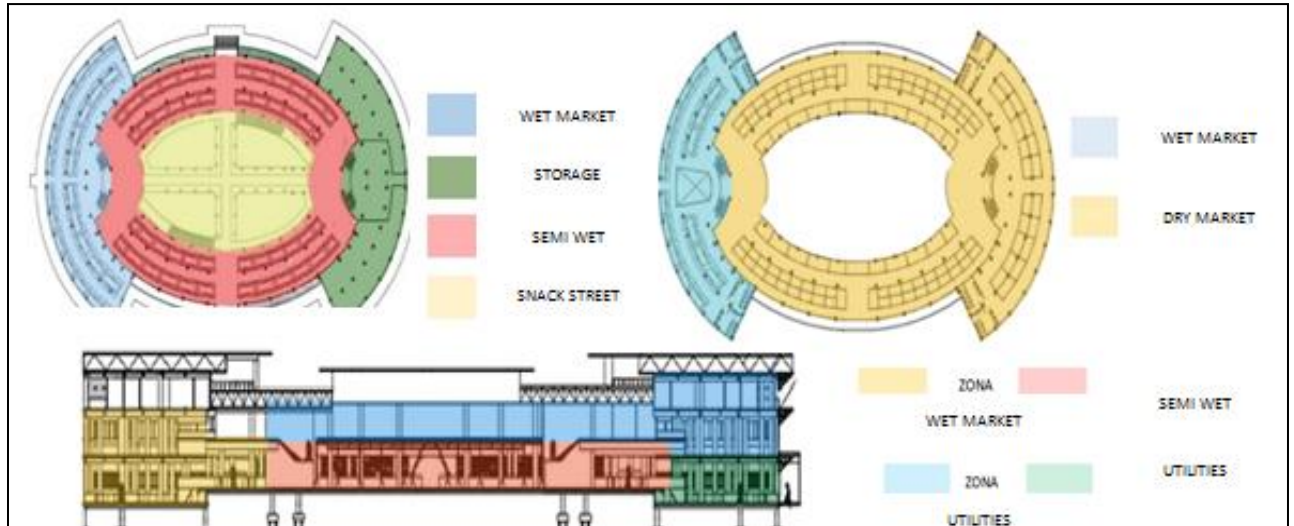 WET MARKET
STORAGE
SEMI WET
SNACK STREET
WET MARKET
DRY MARKET
ZONA
WET MARKET
SEMI WET
ZONA
UTILITIES
UTILITIES